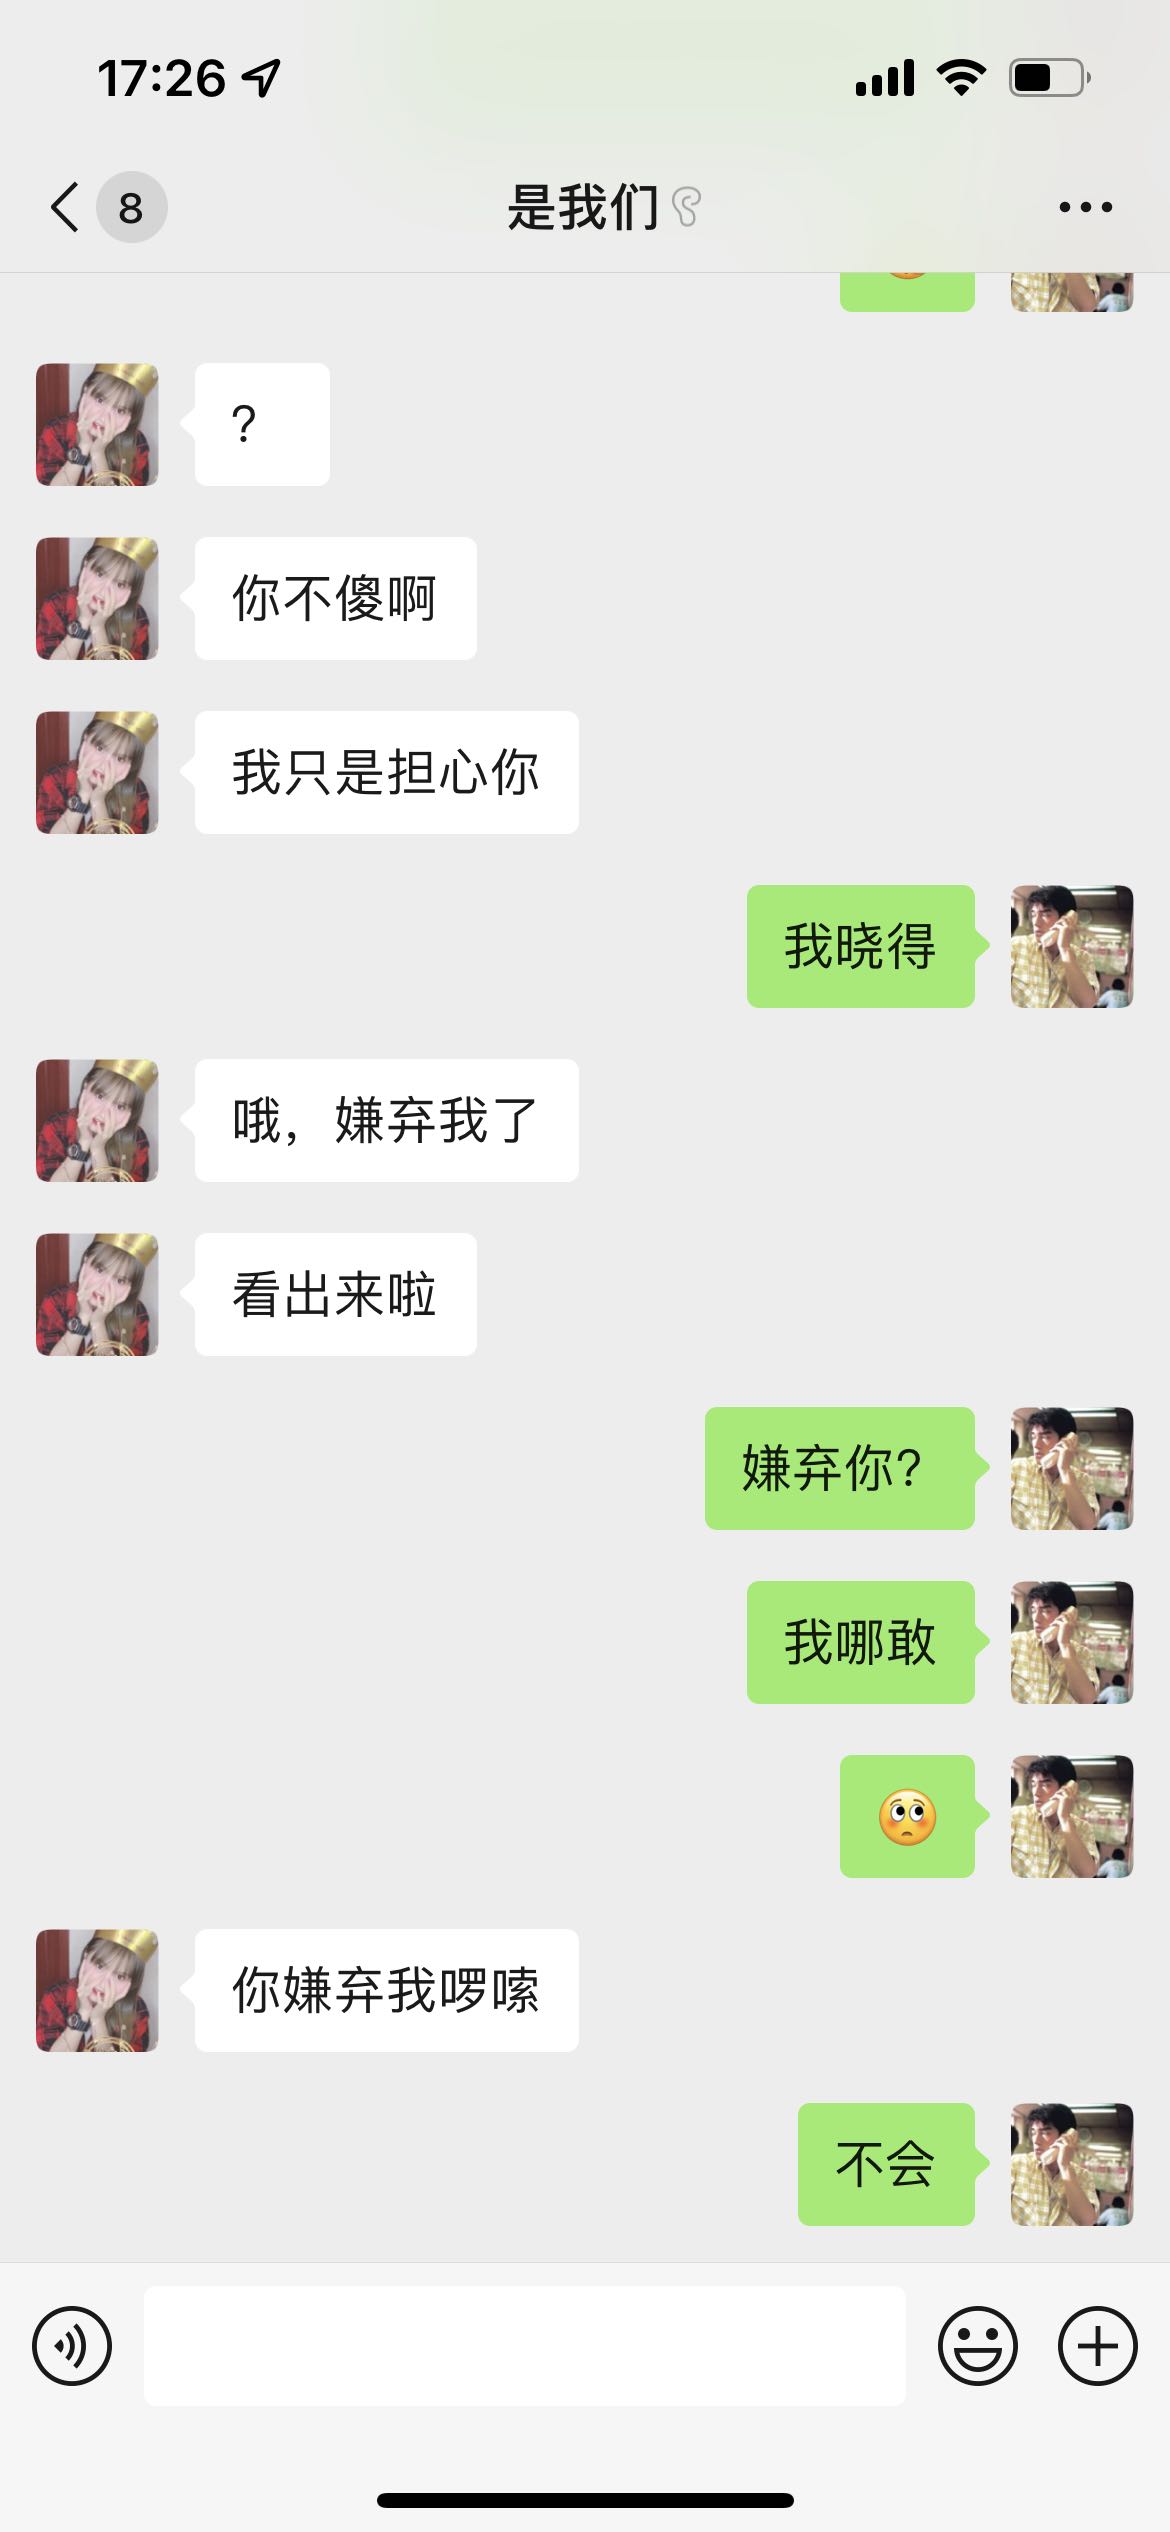 17:26
8
是我们
?
你不傻啊
我只是担心你
我晓得
哦，嫌弃我了
看出来啦
嫌弃你?
我哪敢
🥺
你嫌弃我啰嗦
不会